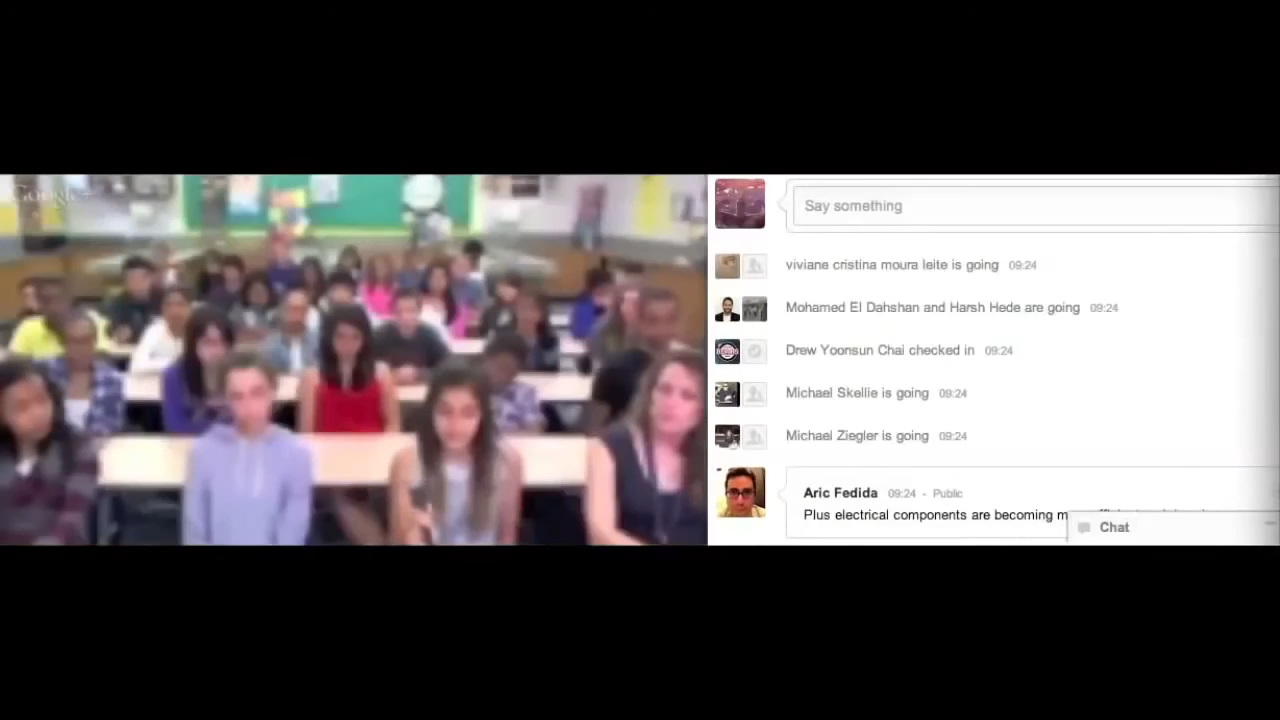 Google+
Say something
viviane cristina moura leite is going 09:24
Mohamed El Dahshan and Harsh Hede are going 09:24
Drew Yoonsun Chai checked in 09:24
Michael Skellie is going 09:24
Michael Ziegler is going 09:24
Aric Fedida 09:24 - Public
Plus electrical components are becoming
Chat